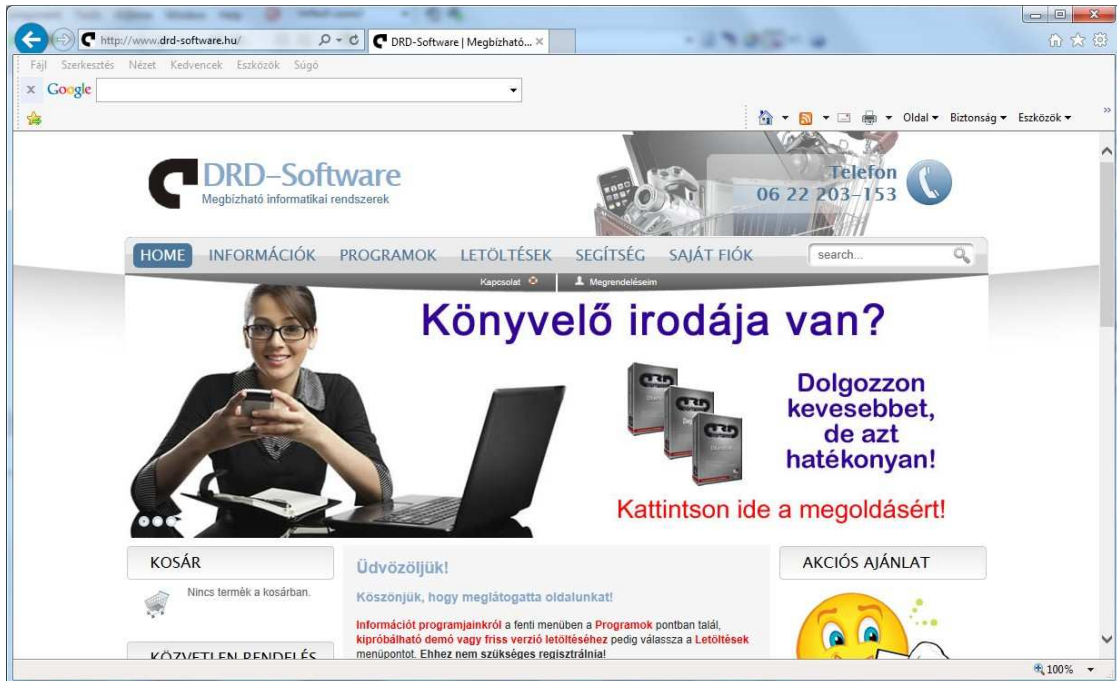 http://www.drd-software.hu/
DRD-Software | Megbízható...
Fájl Szerkesztés Nézet Kedvencek Eszközök Súgó
x Google
Oldal Biztonság Eszközök
DRD-Software
Megbízható informatikai rendszerek
Telefon
06 22 203-153
HOME INFORMÁCIÓK PROGRAMOK LETÖLTÉSEK SEGÍTSÉG SAJÁT FIÓK search...
Kapcsolat Megrendeléseim
Könyvelő irodája van?
Dolgozzon
kevesebbet,
de azt
hatékonyan!
Kattintson ide a megoldásért!
KOSÁR
Nincs termék a kosárban.
KÖZVETLEN RENDELÉS
Üdvözöljük!
Köszönjük, hogy meglátogatta oldalunkat!
Információt programjainkról a fenti menüben a Programok pontban talál,
kipróbálható demó vagy friss verzió letöltéséhez pedig válassza a Letöltések
menüpontot. Ehhez nem szükséges regisztrálnia!
AKCIÓS AJÁNLAT
100%